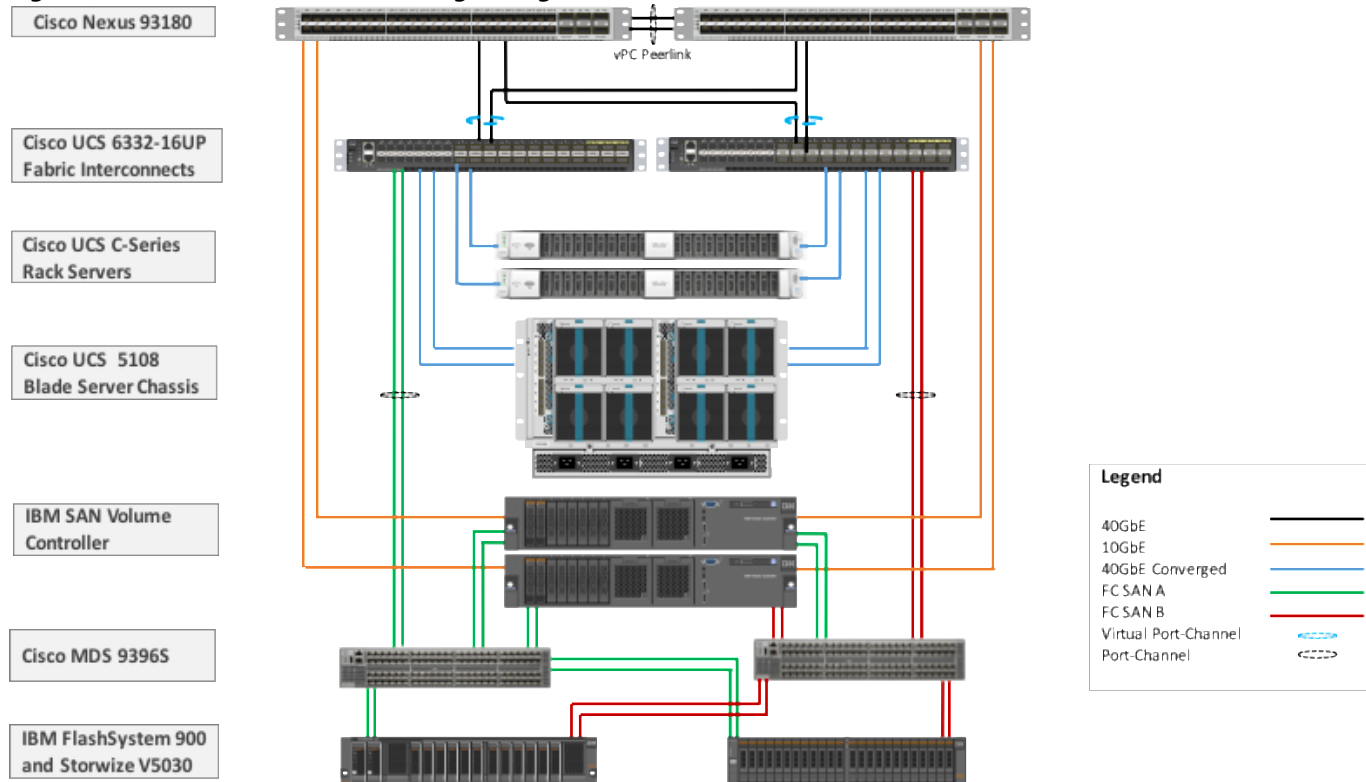 Cisco Nexus 93180
vPC Peerlink
Cisco UCS 6332-16UP
Fabric Interconnects
Cisco UCS C-Series
Rack Servers
Cisco UCS 5108
Blade Server Chassis
IBM SAN Volume
Controller
Cisco MDS 9396S
IBM FlashSystem 900
and Storwize V5030
Legend
40GbE
10GbE
40GbE Converged
FC SAN A
FC SAN B
Virtual Port-Channel
Port-Channel